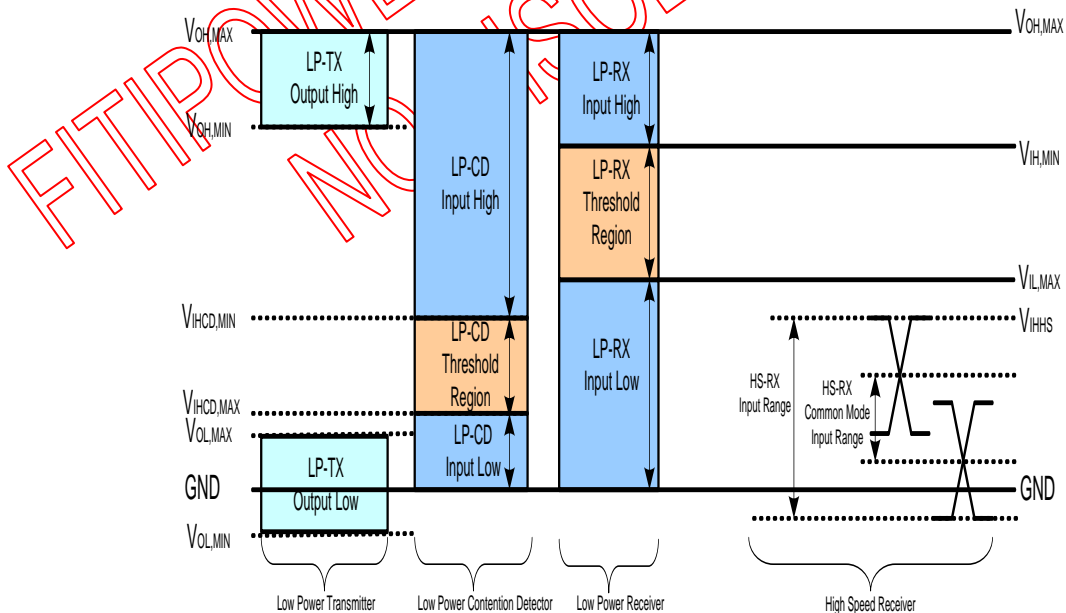 FITIPOWE
NO
NSOL
VOH,MAX
VOH,MAX
LP-TX
Output High
LP-RX
Input High
VOH,MIN
VIH,MIN
LP-CD
Input High
LP-RX
Threshold
Region
VIL,MAX
VIHCD,MIN
VIHHS
LP-CD
Threshold
Region
LP-RX
Input Low
HS-RX
Input Range
HS-RX
Common Mode
Input Range
VIHCD,MAX
VOL,MAX
LP-CD
Input Low
LP-TX
Output Low
GND
GND
VOL,MIN
Low Power Transmitter
Low Power Contention Detector
Low Power Receiver
High Speed Receiver